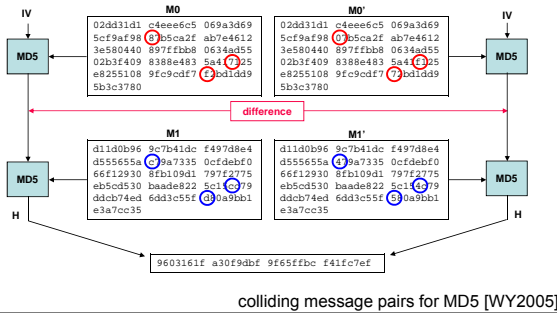 IV
M0
M0'
IV
MD5
02dd31d1 c4eee6c5 069a3d69
5cf9af98 87b5ca2f ab7e4612
3e580440 897ffbb8 0634ad55
02b3f409 8388e483 5a417125
e8255108 9fc9cdf7 f2bd1dd9
5b3c3780
02dd31d1 c4eee6c5 069a3d69
5cf9af98 07b5ca2f ab7e4612
3e580440 897ffbb8 0634ad55
02b3f409 8388e483 5a41f125
e8255108 9fc9cdf7 72bd1dd9
5b3c3780
MD5
difference
M1
M1'
MD5
d11d0b96 9c7b41dc f497d8e4
d555655a c79a7335 0cfdebf0
66f12930 8fb109d1 797f2775
eb5cd530 baade822 5c15cc79
ddcb74ed 6dd3c55f d80a9bb1
e3a7cc35
d11d0b96 9c7b41dc f497d8e4
d555655a 479a7335 0cfdebf0
66f12930 8fb109d1 797f2775
eb5cd530 baade822 5c154c79
ddcb74ed 6dd3c55f 580a9bb1
e3a7cc35
MD5
H
H
9603161f a30f9dbf 9f65ffbc f41fc7ef
colliding message pairs for MD5 [WY2005]